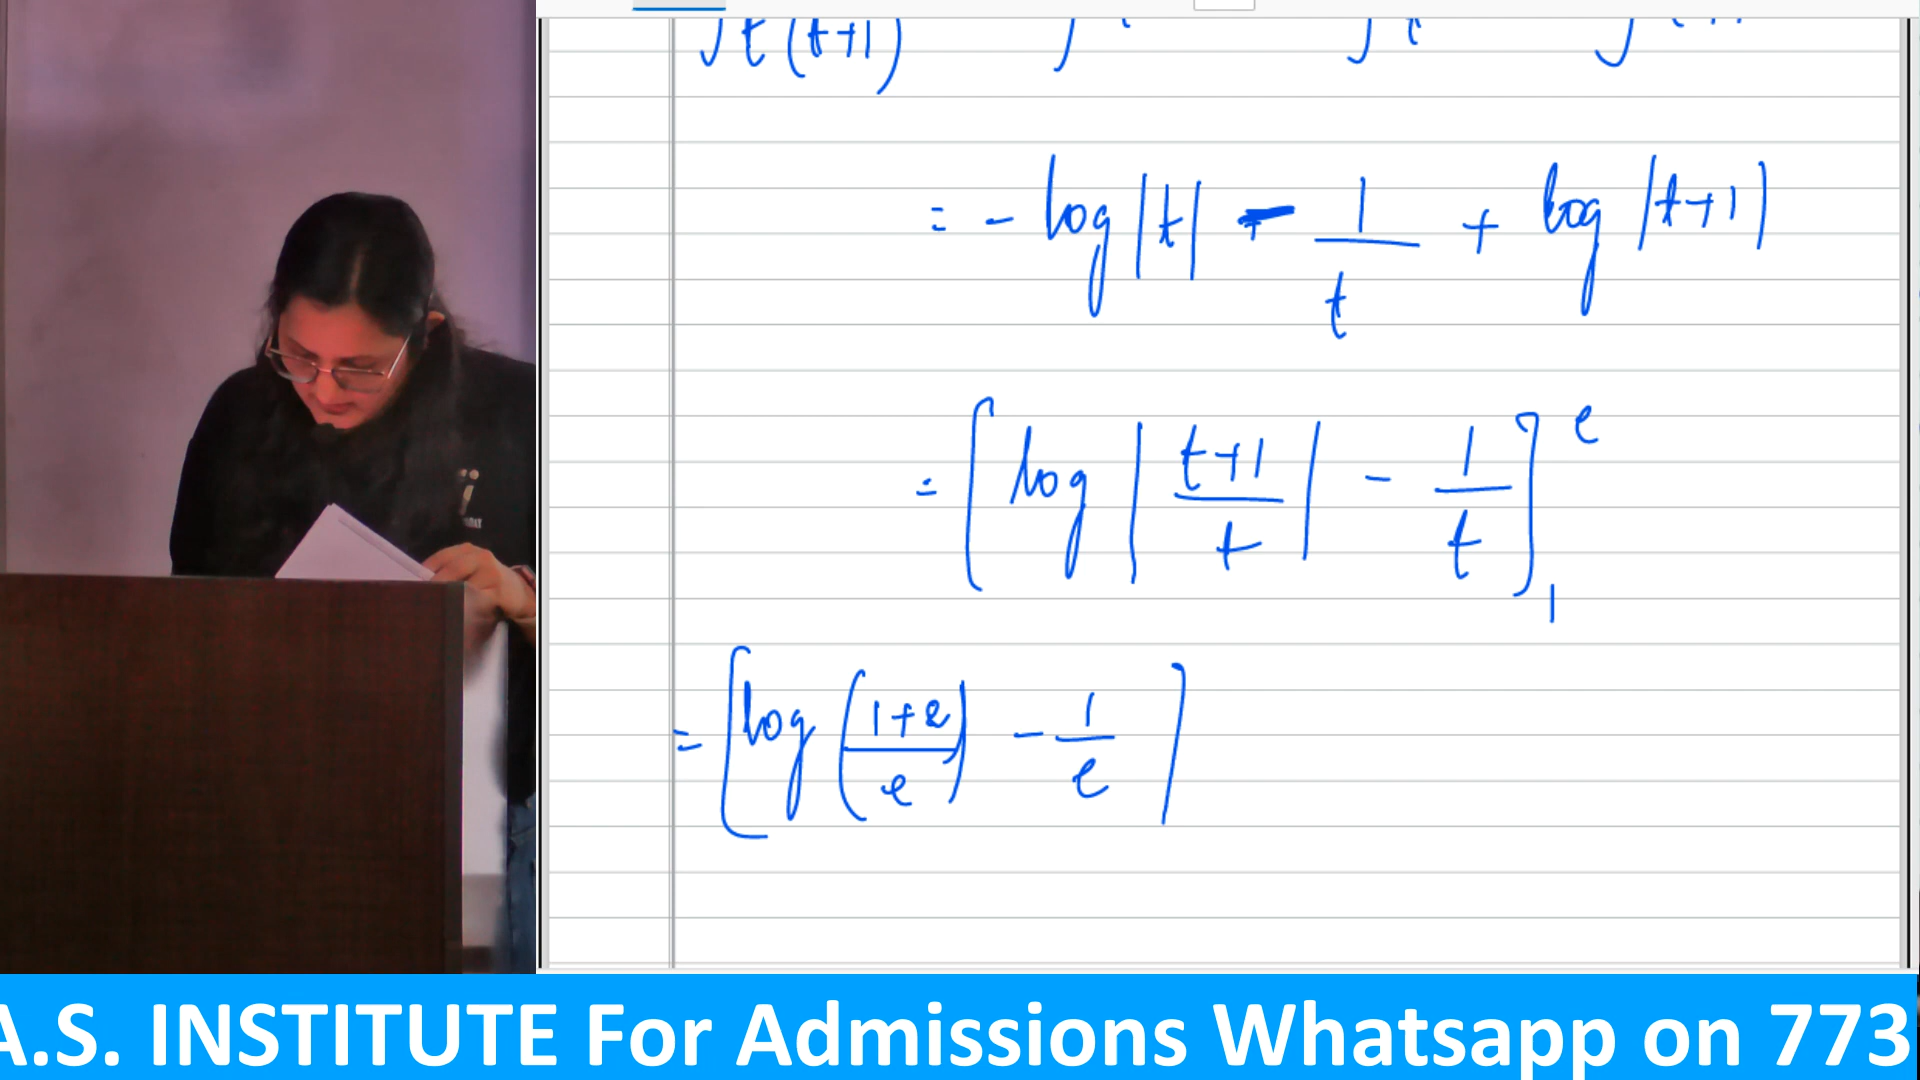 ∫ t(t+1) ∫ ∫ t ∫
= - log |t| - 1/t + log |t+1|
= [ log | t+1/t | - 1/t ]₁ᵉ
= [ log ( 1+e/e ) - 1/e ]
A.S. INSTITUTE For Admissions Whatsapp on 773